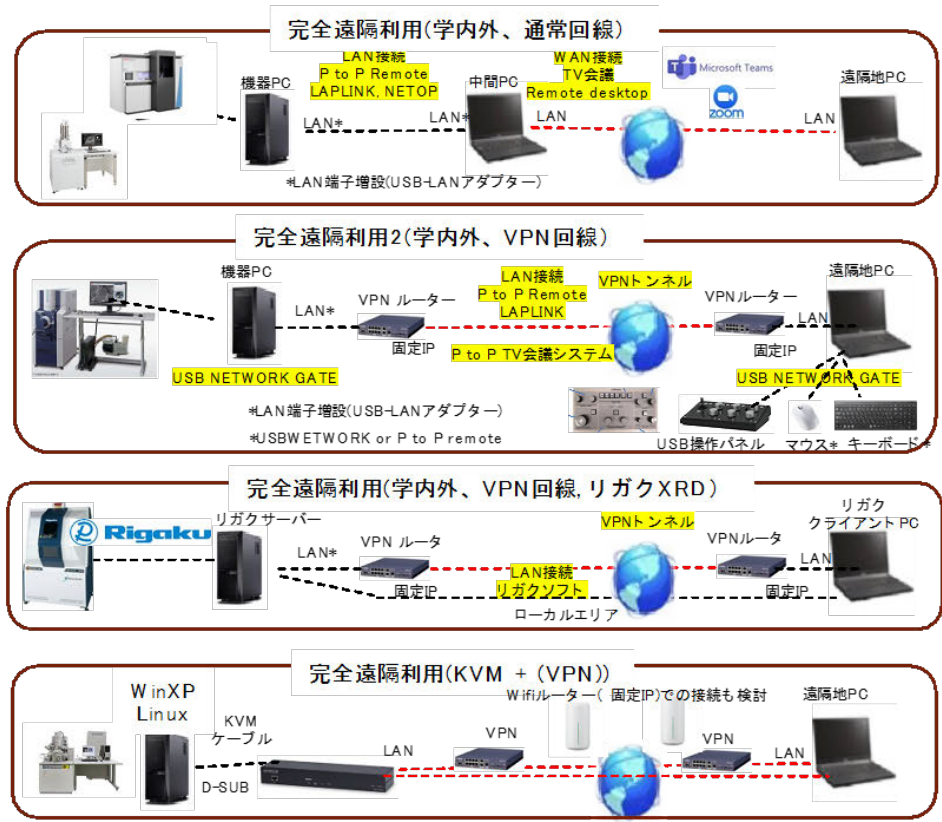 完全遠隔利用(学内外、通常回線)
LAN接続
P to P Remote
LAPLINK, NETOP
WAN接続
TV会議
Remote desktop
Microsoft Teams
zoom
機器PC
中間PC
遠隔地PC
LAN*
LAN*
LAN
LAN
*LAN端子増設(USB-LANアダプター)
完全遠隔利用2(学内外、VPN回線)
機器PC
LAN*
VPN ルーター
固定IP
LAN接続
P to P Remote
LAPLINK
P to P TV会議システム
VPNトンネル
VPNルーター
固定IP
LAN
遠隔地PC
USB NETWORK GATE
USB NETWORK GATE
*LAN端子増設(USB-LANアダプター)
*USBWETWORK or P to P remote
USB操作パネル
マウス*
キーボード*
完全遠隔利用(学内外、VPN回線, リガクXRD)
Rigaku
リガクサーバー
LAN*
VPN ルータ
固定IP
LAN接続
リガクソフト
ローカルエリア
VPNトンネル
VPNルータ
固定IP
LAN
リガク
クライアントPC
完全遠隔利用(KVM + (VPN))
WinXP
Linux
KVM
ケーブル
D-SUB
LAN
VPN
Wifiルーター( 固定IP)での接続も検討
VPN
LAN
遠隔地PC